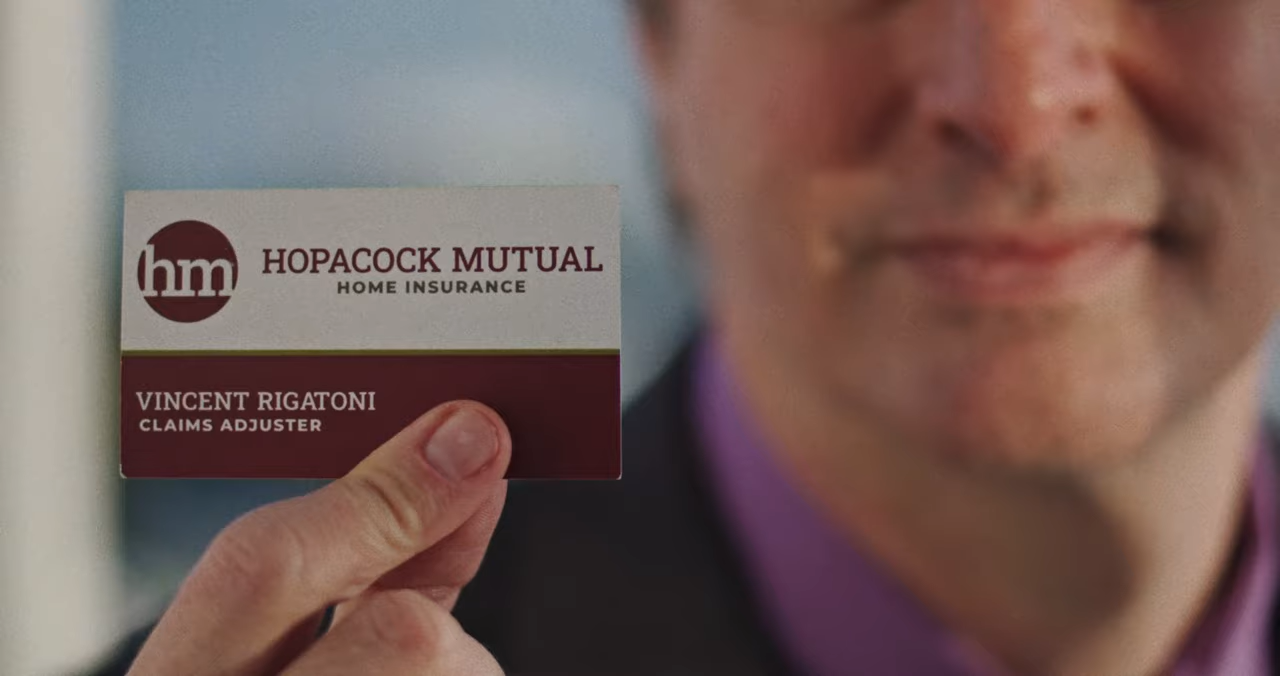 hm
HOPACOCK MUTUAL
HOME INSURANCE
VINCENT RIGATONI
CLAIMS ADJUSTER